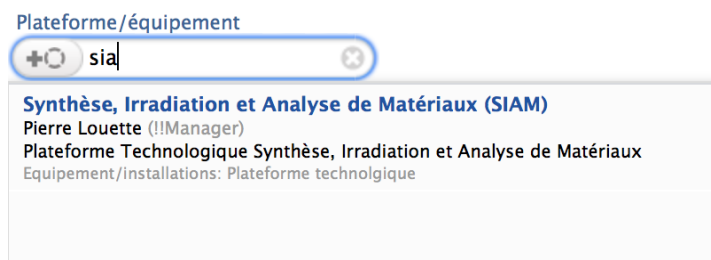 Plateforme/équipement
sia
Synthèse, Irradiation et Analyse de Matériaux (SIAM)
Pierre Louette (!!Manager)
Plateforme Technologique Synthèse, Irradiation et Analyse de Matériaux
Equipement/installations: Plateforme technolgique